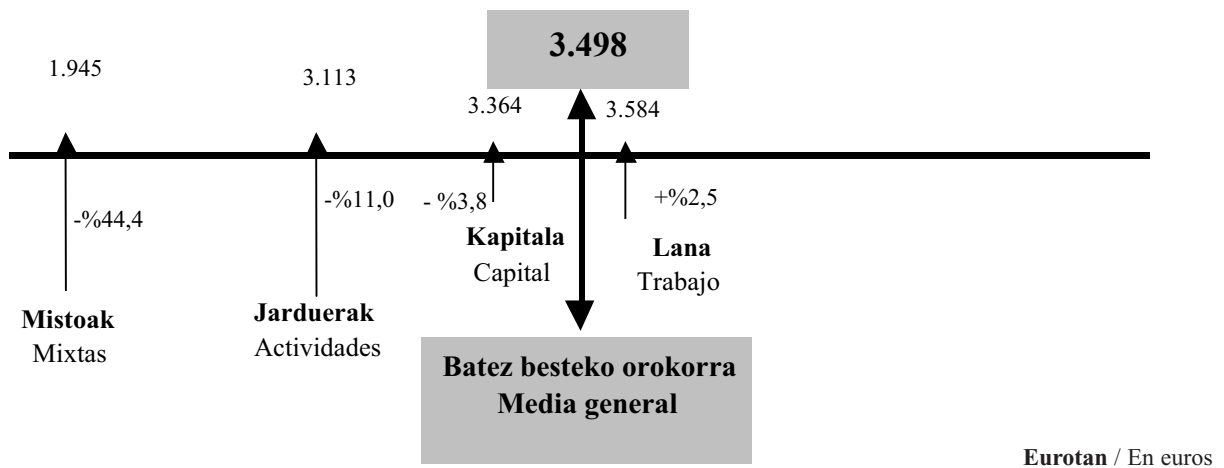 3.498
1.945
3.113
3.364
3.584
-%44,4
-%11,0
- %3,8
+%2,5
Kapitala
Capital
Lana
Trabajo
Mistoak
Mixtas
Jarduerak
Actividades
Batez besteko orokorra
Media general
Eurotan / En euros